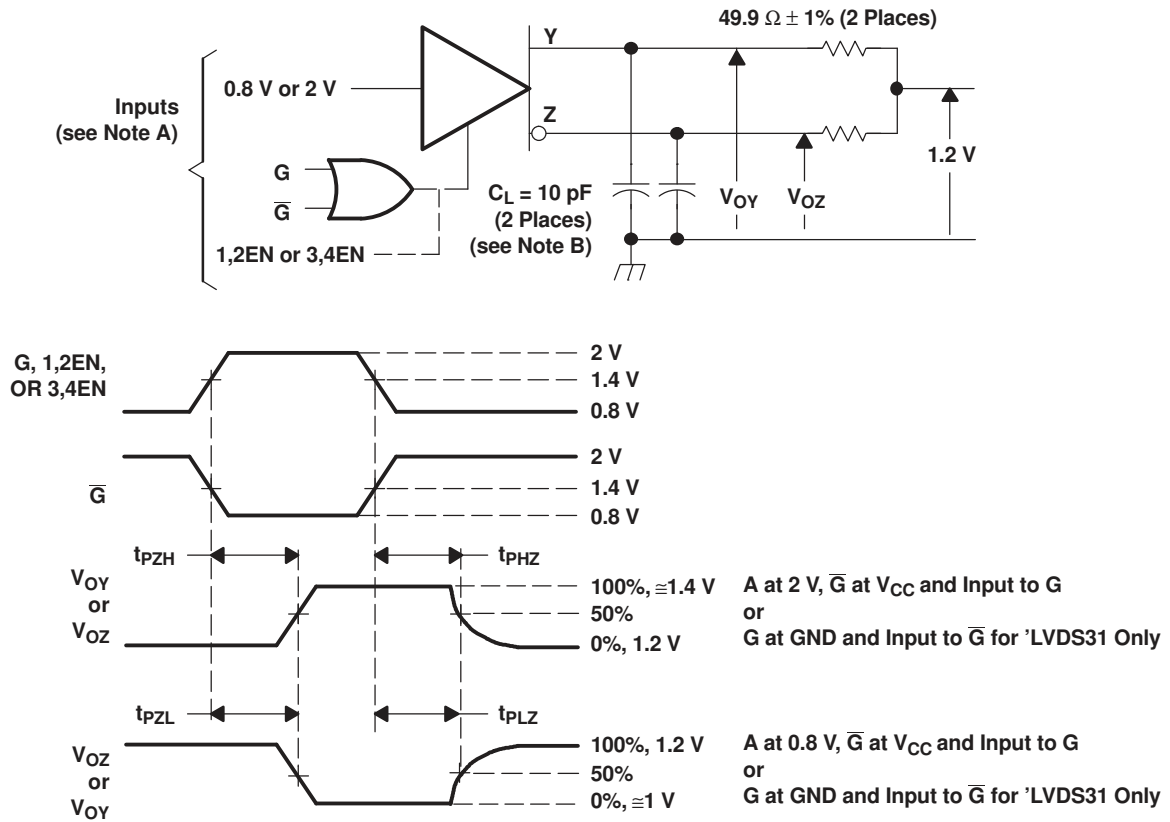 49.9 Ω ± 1% (2 Places)
Y
0.8 V or 2 V
Inputs
(see Note A)
Z
1.2 V
G
G̅
C_L = 10 pF
(2 Places)
(see Note B)
V_OY
V_OZ
1,2EN or 3,4EN
G, 1,2EN,
OR 3,4EN
2 V
1.4 V
0.8 V
G̅
2 V
1.4 V
0.8 V
t_PZH
t_PHZ
V_OY
or
V_OZ
100%, ≅1.4 V
50%
0%, 1.2 V
A at 2 V, G̅ at V_CC and Input to G
or
G at GND and Input to G̅ for ’LVDS31 Only
t_PZL
t_PLZ
V_OZ
or
V_OY
100%, 1.2 V
50%
0%, ≅1 V
A at 0.8 V, G̅ at V_CC and Input to G
or
G at GND and Input to G̅ for ’LVDS31 Only